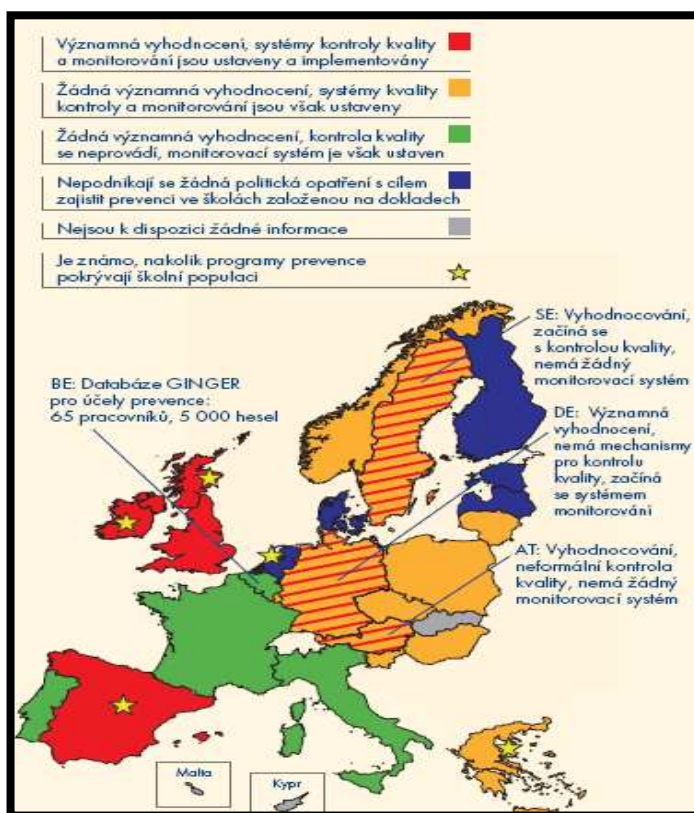 Významná vyhodnocení, systémy kontroly kvality
a monitorování jsou ustaveny a implementovány
Žádná významná vyhodnocení, systémy kvality
kontroly a monitorování jsou však ustaveny
Žádná významná vyhodnocení, kontrola kvality
se neprovádí, monitorovací systém je však ustaven
Nepodnikají se žádná politická opatření s cílem
zajistit prevenci ve školách založenou na dokladech
Nejsou k dispozici žádné informace
Je známo, nakolik programy prevence
pokrývají školní populaci
SE: Vyhodnocování,
začíná se
s kontrolou kvality,
nemá žádný
monitorovací systém
BE: Databáze GINGER
pro účely prevence:
65 pracovníků, 5 000 hesel
DE: Významná
vyhodnocení,
nemá mechanismy
pro kontrolu
kvality, začíná
se systémem
monitorování
AT: Vyhodnocování,
neformální kontrola
kvality, nemá žádný
monitorovací systém
Malta
Kypr